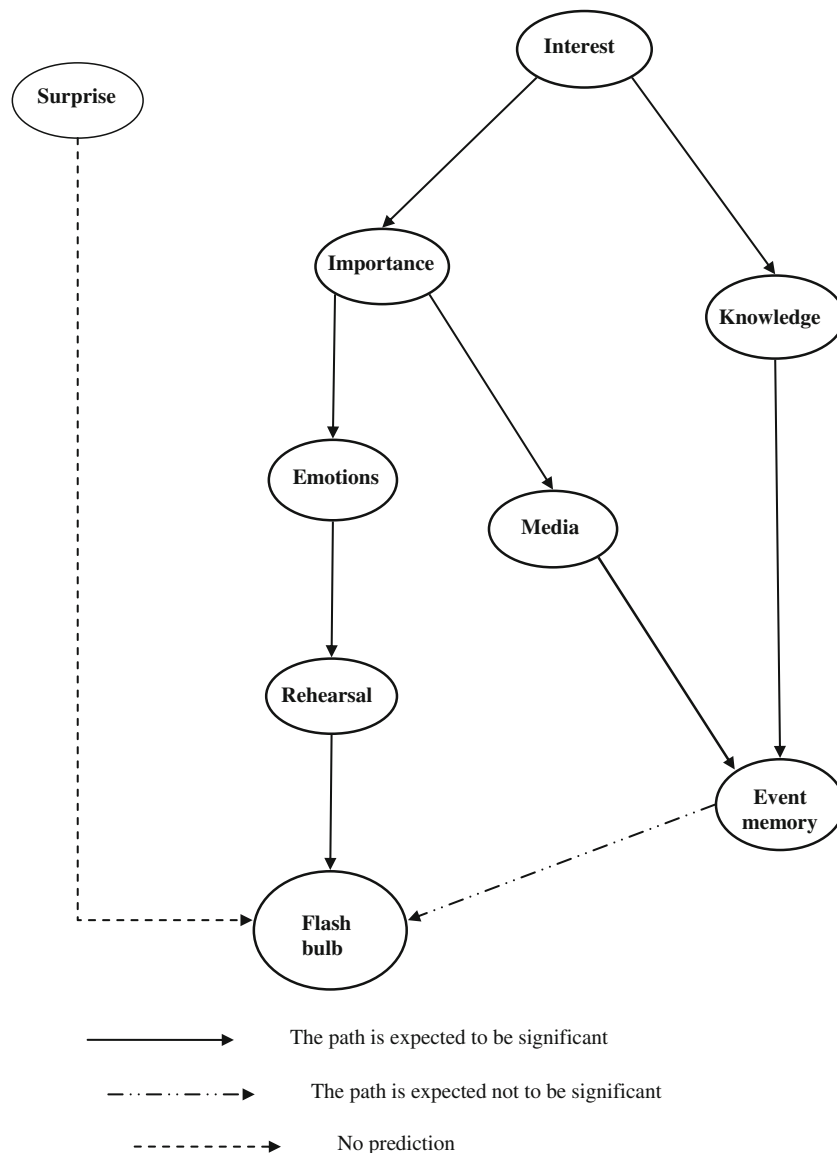 Interest
Surprise
Importance
Knowledge
Emotions
Media
Rehearsal
Event
memory
Flash
bulb
The path is expected to be significant
The path is expected not to be significant
No prediction